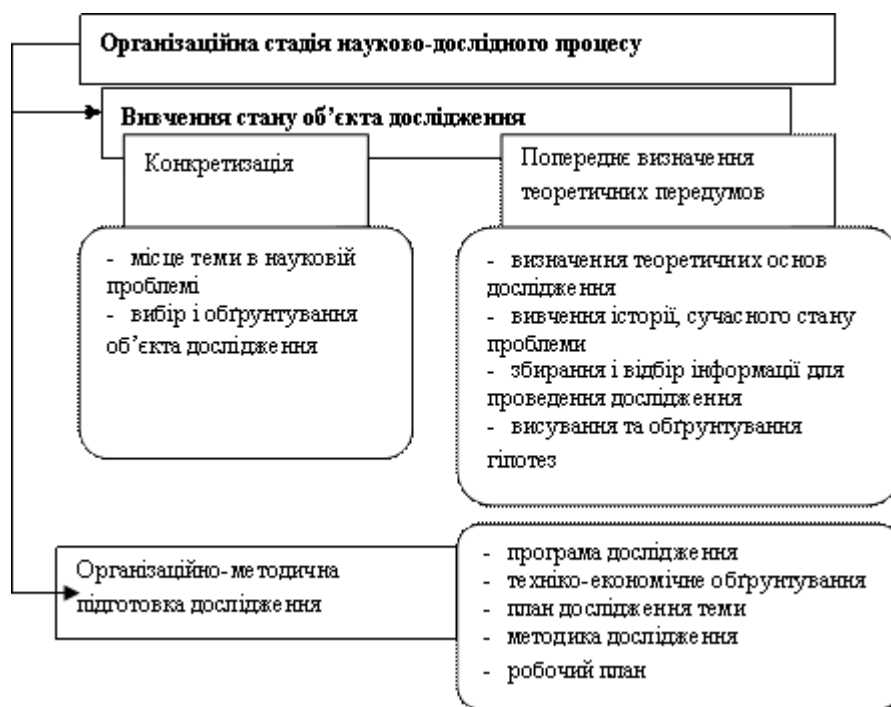 Організаційна стадія науково-дослідного процесу
Вивчення стану об’єкта дослідження
Конкретизація
- місце теми в науковій
проблемі
- вибір і обґрунтування
об’єкта дослідження
Попереднє визначення
теоретичних передумов
- визначення теоретичних основ
дослідження
- вивчення історії, сучасного стану
проблеми
- збирання і відбір інформації для
проведення дослідження
- висування та обґрунтування
гіпотез
Організаційно-методична
підготовка дослідження
- програма дослідження
- техніко-економічне обґрунтування
- план дослідження теми
- методика дослідження
- робочий план